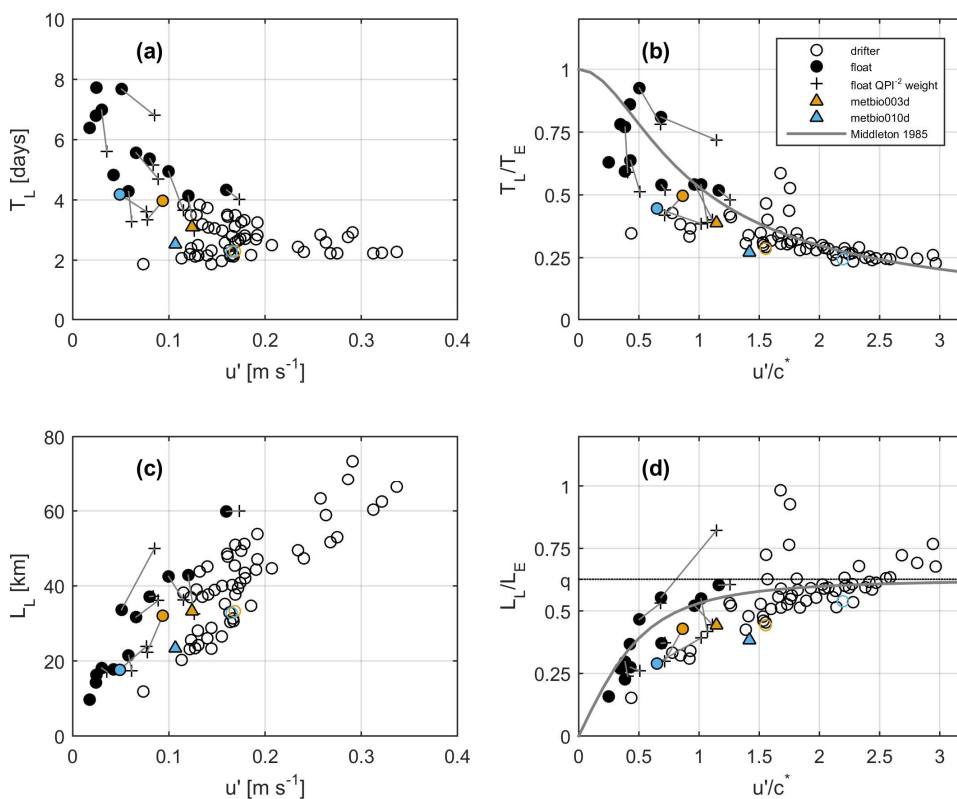 (a)
10
8
6
4
2
0
T_L [days]
0 0.1 0.2 0.3 0.4
u' [m s⁻¹]
(b)
drifter
float
float QPI⁻² weight
metbio003d
metbio010d
Middleton 1985
1
0.75
0.5
0.25
0
T_L/T_E
0 0.5 1 1.5 2 2.5 3
u'/c*
(c)
80
60
40
20
0
L_L [km]
0 0.1 0.2 0.3 0.4
u' [m s⁻¹]
(d)
1
0.75
q
0.5
0.25
0
L_L/L_E
0 0.5 1 1.5 2 2.5 3
u'/c*